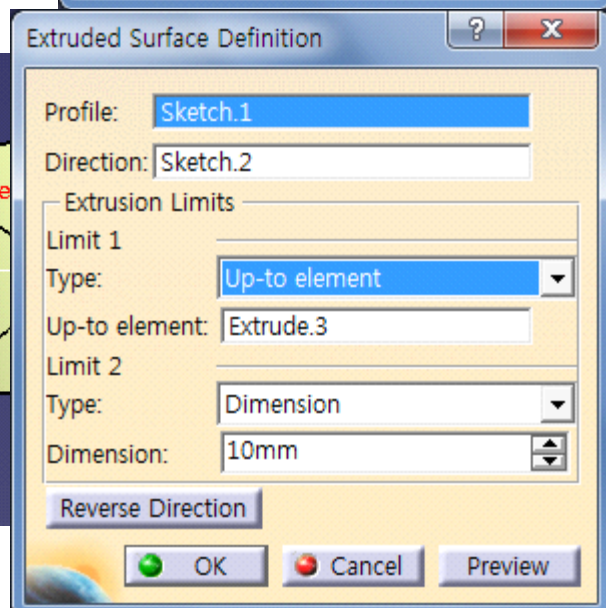 Extruded Surface Definition
?
Profile: Sketch.1
Direction: Sketch.2
Extrusion Limits
Limit 1
Type: Up-to element
Up-to element: Extrude.3
Limit 2
Type: Dimension
Dimension: 10mm
Reverse Direction
OK Cancel Preview